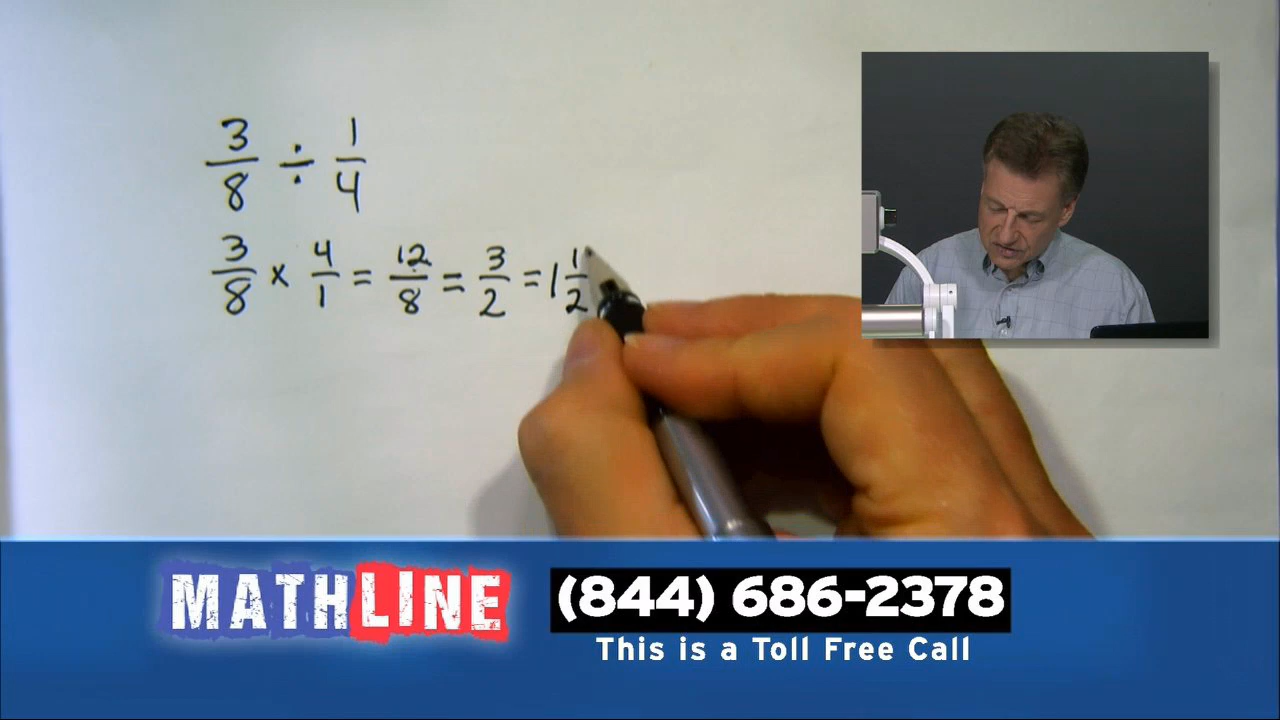 3/8 ÷ 1/4
3/8 x 4/1 = 12/8 = 3/2 = 1 1/2
MATHLINE
(844) 686-2378
This is a Toll Free Call